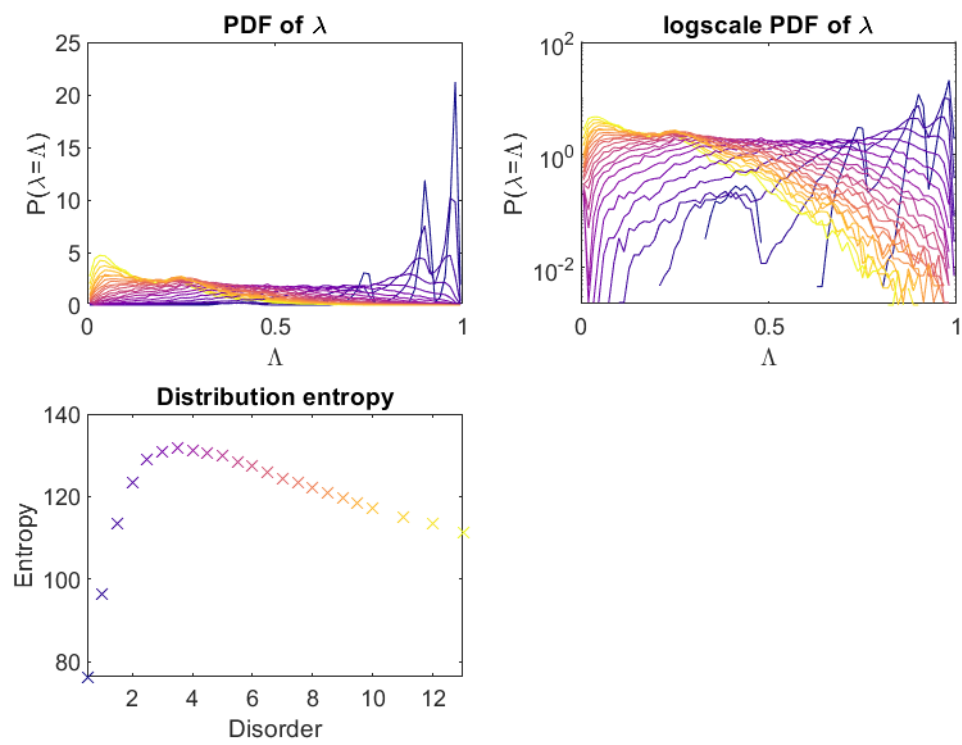 PDF of λ
25
20
15
10
5
0
0
0.5
1
P(λ=Λ)
Λ
logscale PDF of λ
10²
10⁰
10⁻²
0
0.5
1
P(λ=Λ)
Λ
Distribution entropy
140
120
100
80
2
4
6
8
10
12
Entropy
Disorder